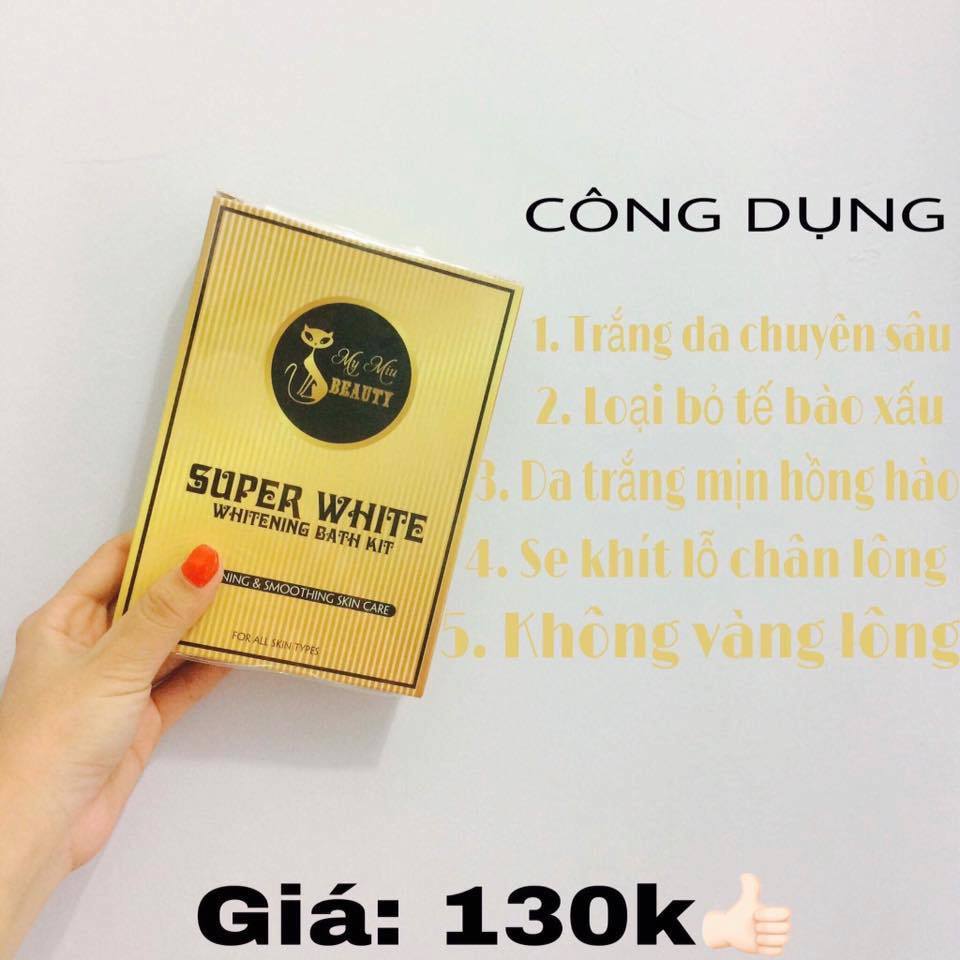 My Miu
BEAUTY
SUPER WHITE
WHITENING BATH KIT
& SMOOTHING SKIN CARE
FOR ALL SKIN TYPES
CÔNG DỤNG
1. Trắng da chuyên sâu
2. Loại bỏ tế bào xấu
3. Da trắng mịn hồng hào
4. Se khít lỗ chân lông
5. Không vàng lông
Giá: 130k